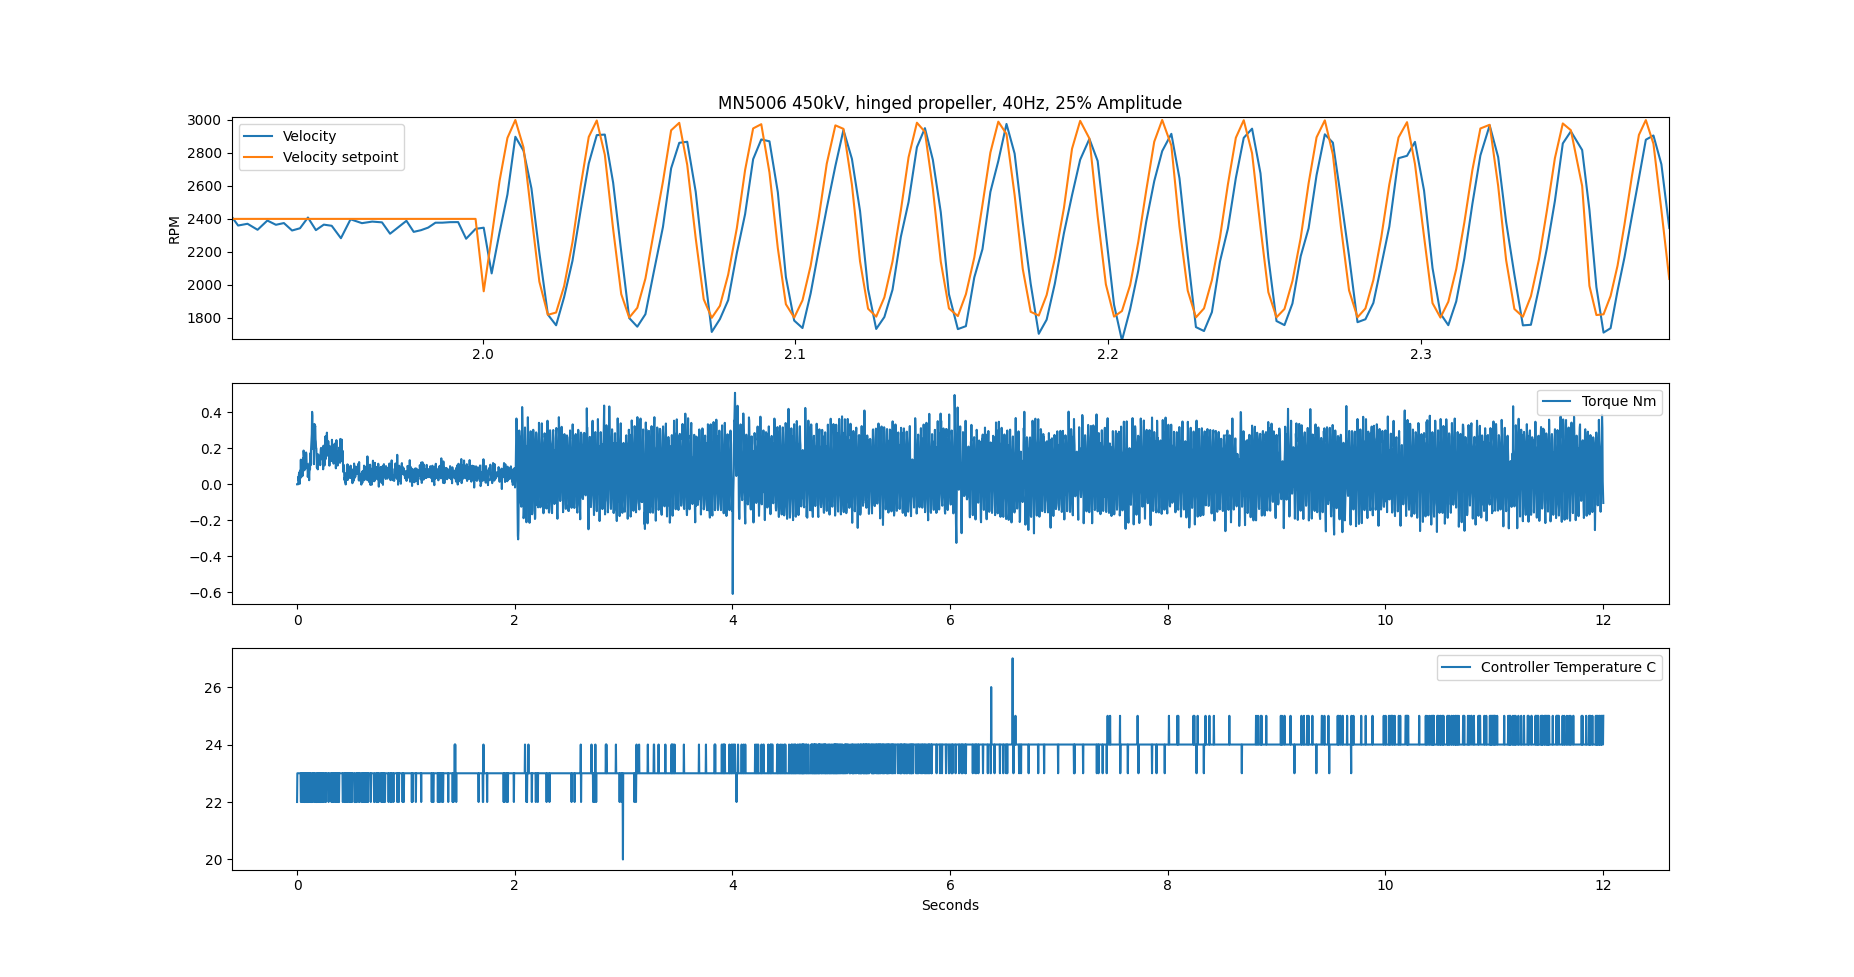 MN5006 450kV, hinged propeller, 40Hz, 25% Amplitude
Velocity
Velocity setpoint
RPM
3000
2800
2600
2400
2200
2000
1800
2.0 2.1 2.2 2.3
Torque Nm
0.4
0.2
0.0
−0.2
−0.4
−0.6
0 2 4 6 8 10 12
Controller Temperature C
26
24
22
20
0 2 4 6 8 10 12
Seconds